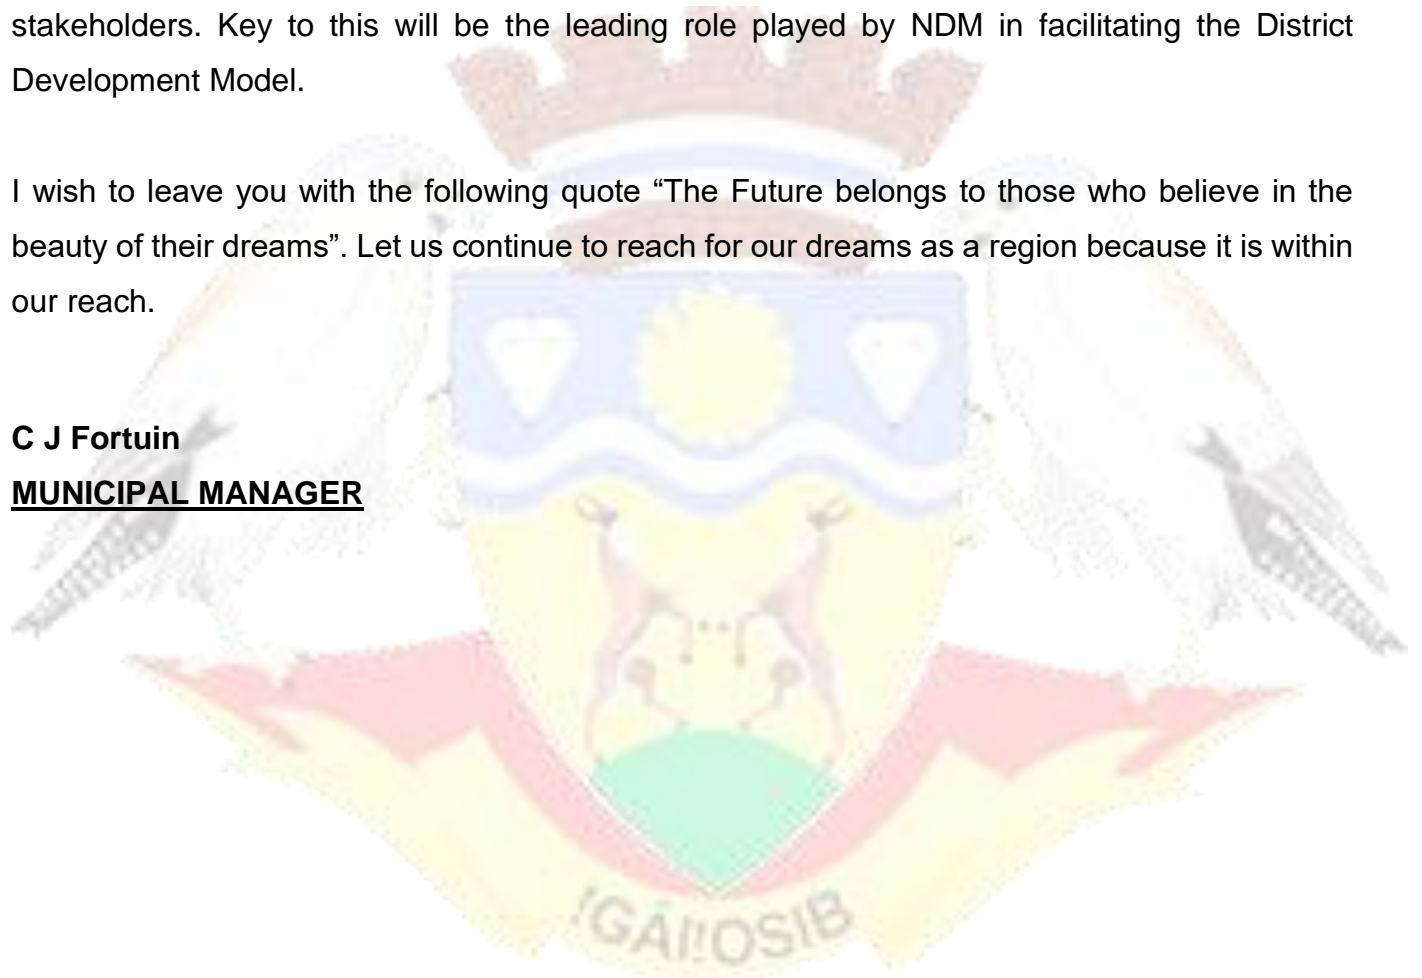 stakeholders. Key to this will be the leading role played by NDM in facilitating the District
Development Model.
I wish to leave you with the following quote “The Future belongs to those who believe in the
beauty of their dreams”. Let us continue to reach for our dreams as a region because it is within
our reach.
C J Fortuin
MUNICIPAL MANAGER
!GÂI!OSIB